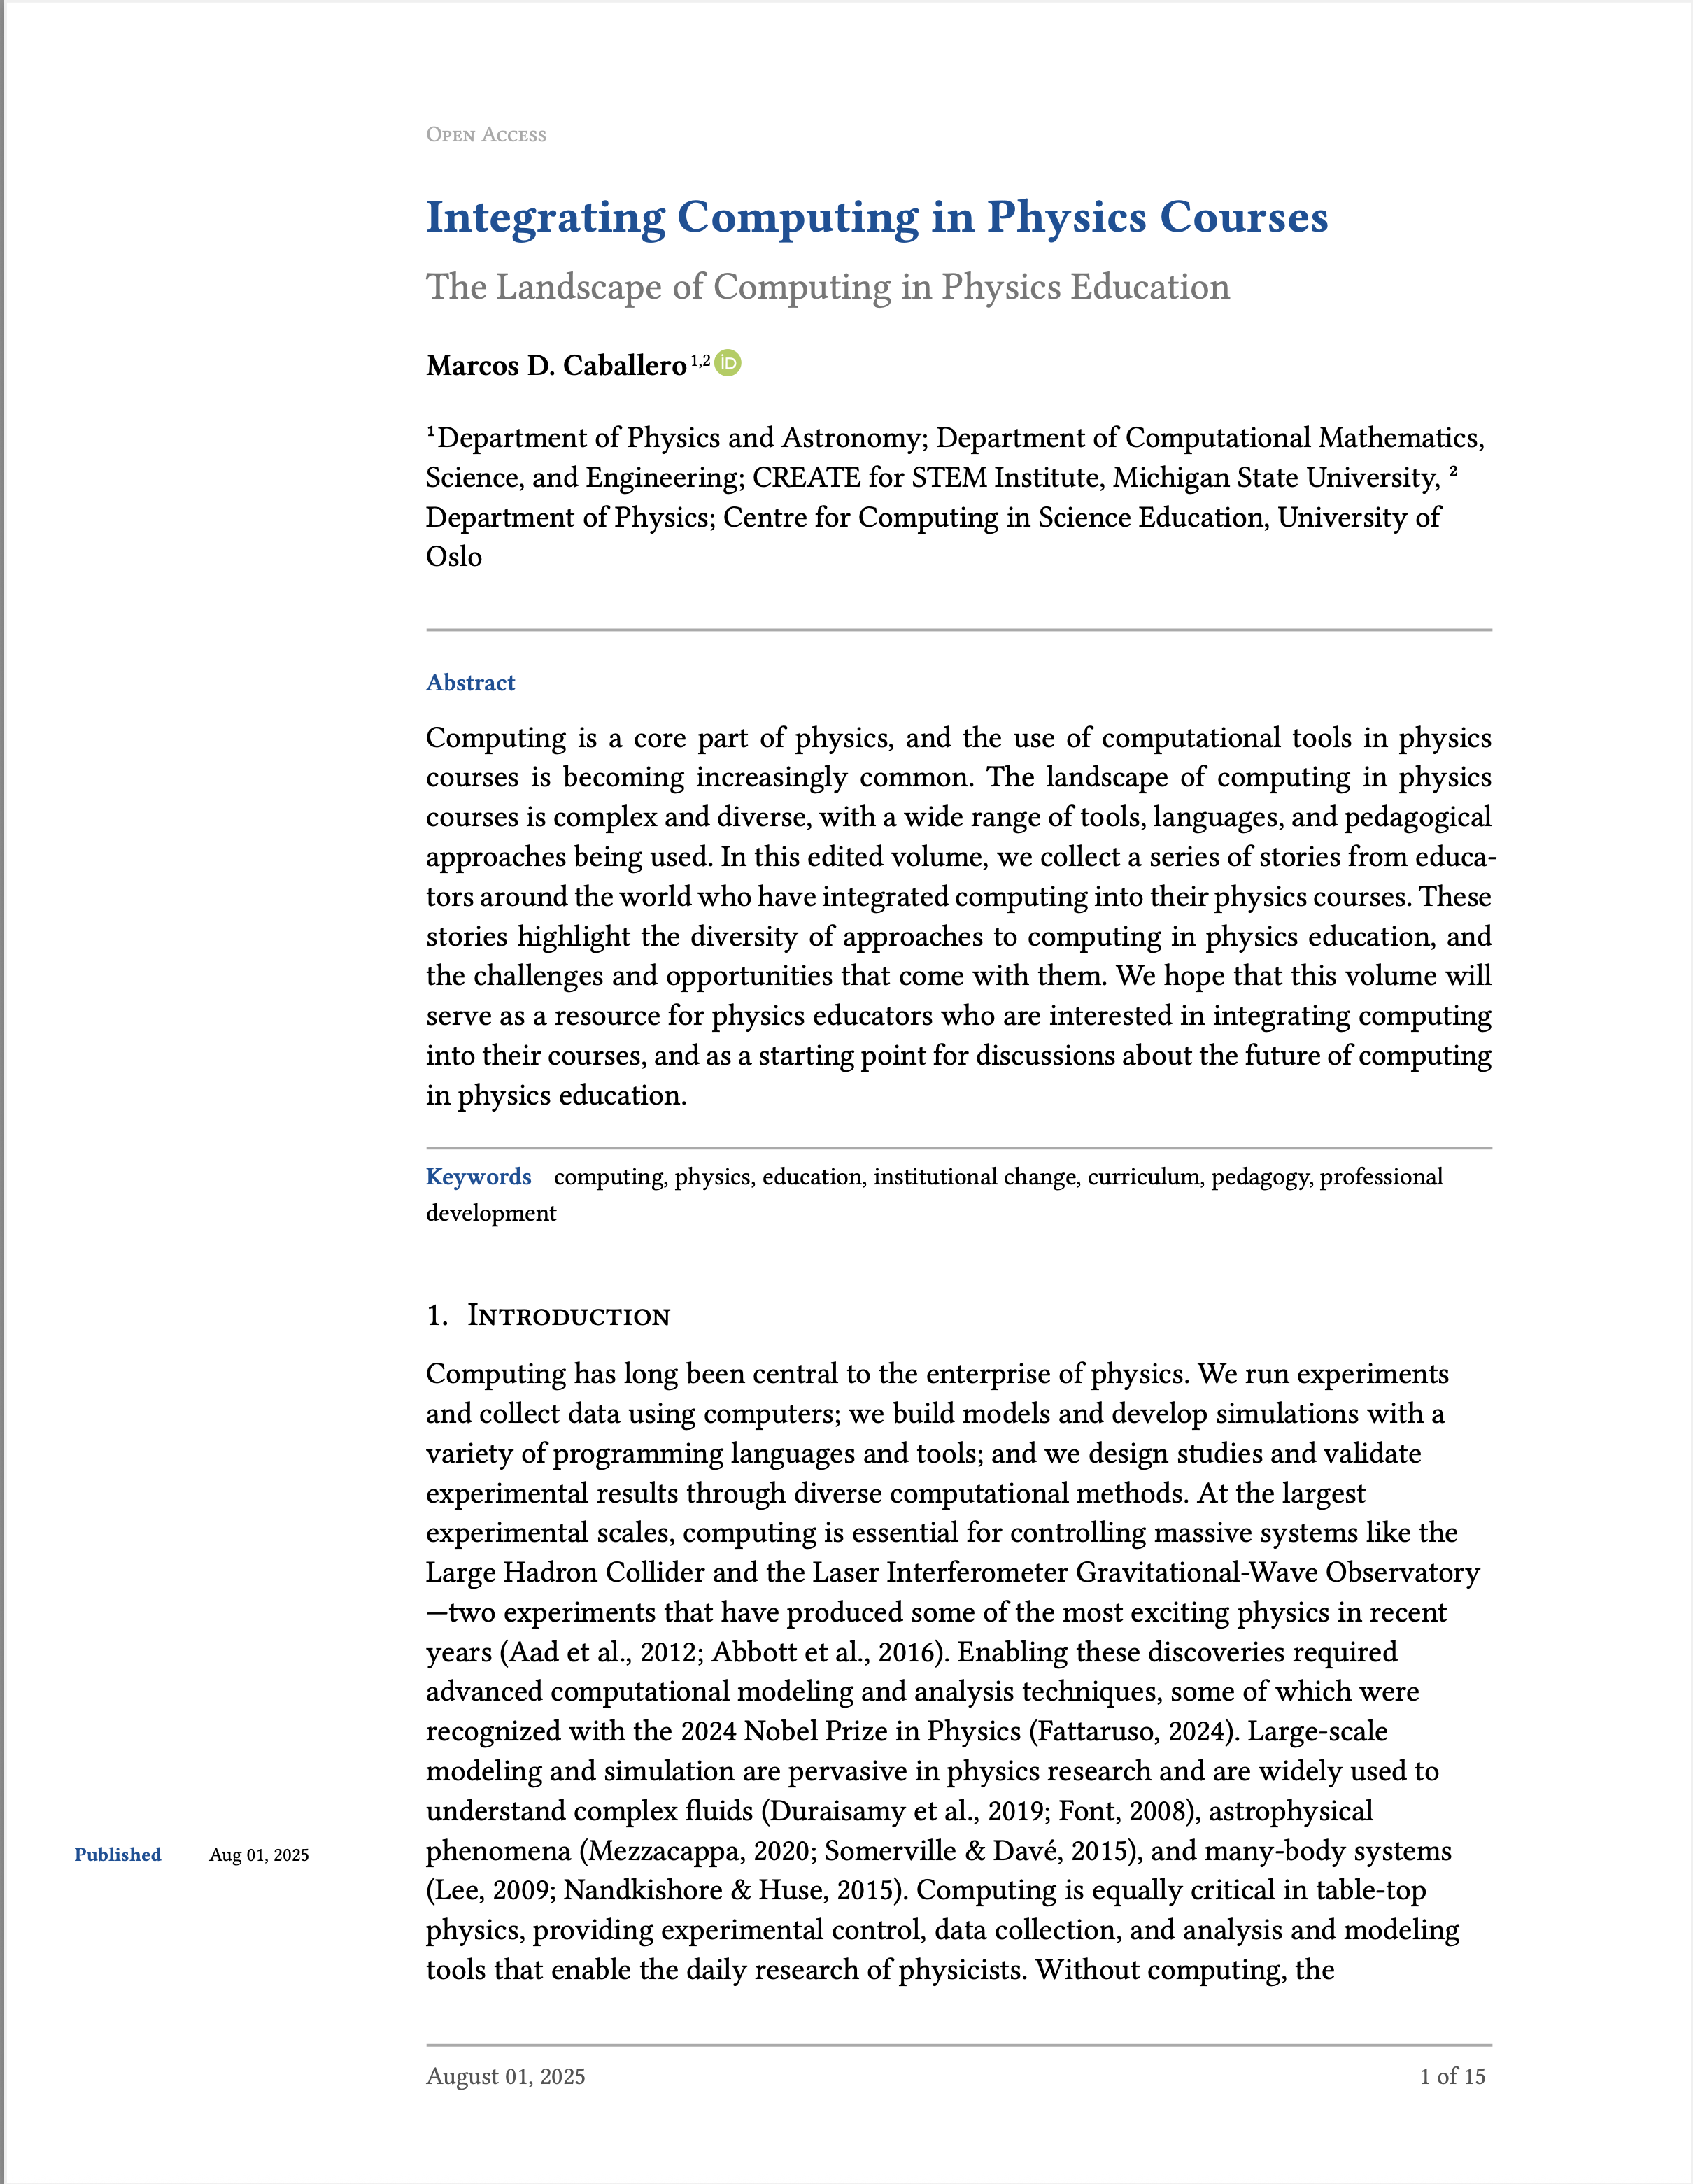 Open Access
Integrating Computing in Physics Courses
The Landscape of Computing in Physics Education
Marcos D. Caballero 1,2 iD
¹Department of Physics and Astronomy; Department of Computational Mathematics,
Science, and Engineering; CREATE for STEM Institute, Michigan State University, ²
Department of Physics; Centre for Computing in Science Education, University of
Oslo
Abstract
Computing is a core part of physics, and the use of computational tools in physics
courses is becoming increasingly common. The landscape of computing in physics
courses is complex and diverse, with a wide range of tools, languages, and pedagogical
approaches being used. In this edited volume, we collect a series of stories from educa-
tors around the world who have integrated computing into their physics courses. These
stories highlight the diversity of approaches to computing in physics education, and
the challenges and opportunities that come with them. We hope that this volume will
serve as a resource for physics educators who are interested in integrating computing
into their courses, and as a starting point for discussions about the future of computing
in physics education.
Keywords computing, physics, education, institutional change, curriculum, pedagogy, professional
development
1. Introduction
Computing has long been central to the enterprise of physics. We run experiments
and collect data using computers; we build models and develop simulations with a
variety of programming languages and tools; and we design studies and validate
experimental results through diverse computational methods. At the largest
experimental scales, computing is essential for controlling massive systems like the
Large Hadron Collider and the Laser Interferometer Gravitational-Wave Observatory
—two experiments that have produced some of the most exciting physics in recent
years (Aad et al., 2012; Abbott et al., 2016). Enabling these discoveries required
advanced computational modeling and analysis techniques, some of which were
recognized with the 2024 Nobel Prize in Physics (Fattaruso, 2024). Large-scale
modeling and simulation are pervasive in physics research and are widely used to
understand complex fluids (Duraisamy et al., 2019; Font, 2008), astrophysical
phenomena (Mezzacappa, 2020; Somerville & Davé, 2015), and many-body systems
(Lee, 2009; Nandkishore & Huse, 2015). Computing is equally critical in table-top
physics, providing experimental control, data collection, and analysis and modeling
tools that enable the daily research of physicists. Without computing, the
Published Aug 01, 2025
August 01, 2025
1 of 15